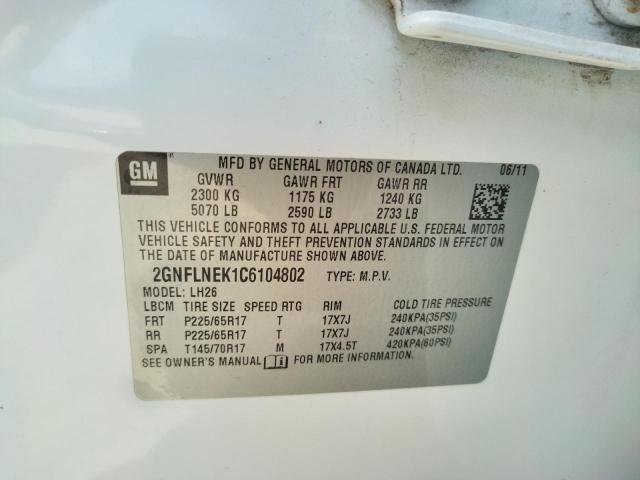 GM
MFD BY GENERAL MOTORS OF CANADA LTD. 06/11
GVWR GAWR FRT GAWR RR
2300 KG 1175 KG 1240 KG
5070 LB 2590 LB 2733 LB
THIS VEHICLE CONFORMS TO ALL APPLICABLE U.S. FEDERAL MOTOR
VEHICLE SAFETY AND THEFT PREVENTION STANDARDS IN EFFECT ON
THE DATE OF MANUFACTURE SHOWN ABOVE.
2GNFLNEK1C6104802 TYPE: M.P.V.
MODEL: LH26
LBCM TIRE SIZE SPEED RTG RIM COLD TIRE PRESSURE
FRT P225/65R17 T 17X7J 240KPA(35PSI)
RR P225/65R17 T 17X7J 240KPA(35PSI)
SPA T145/70R17 M 17X4.5T 420KPA(60PSI)
SEE OWNER'S MANUAL FOR MORE INFORMATION.